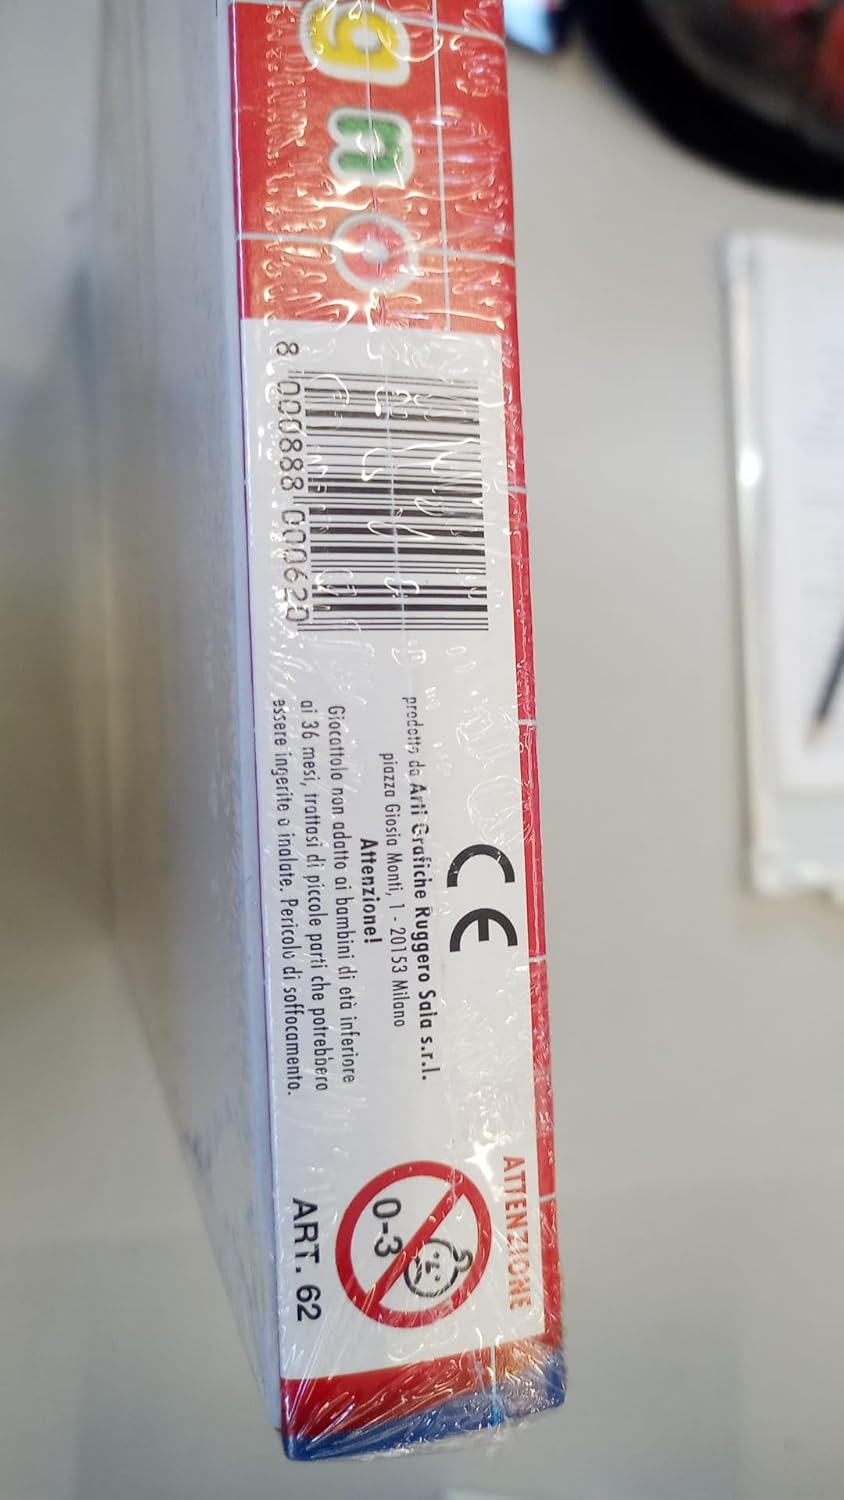 gno
8 000888 000620
CE
prodotto da Arti Grafiche Ruggero Sala s.r.l.
piazza Giosia Monti, 1 - 20153 Milano
Attenzione!
Giocattolo non adatto ai bambini di età inferiore
ai 36 mesi, trattasi di piccole parti che potrebbero
essere ingerite o inalate. Pericolo di soffocamento.
ATTENZIONE
0-3
ART. 62